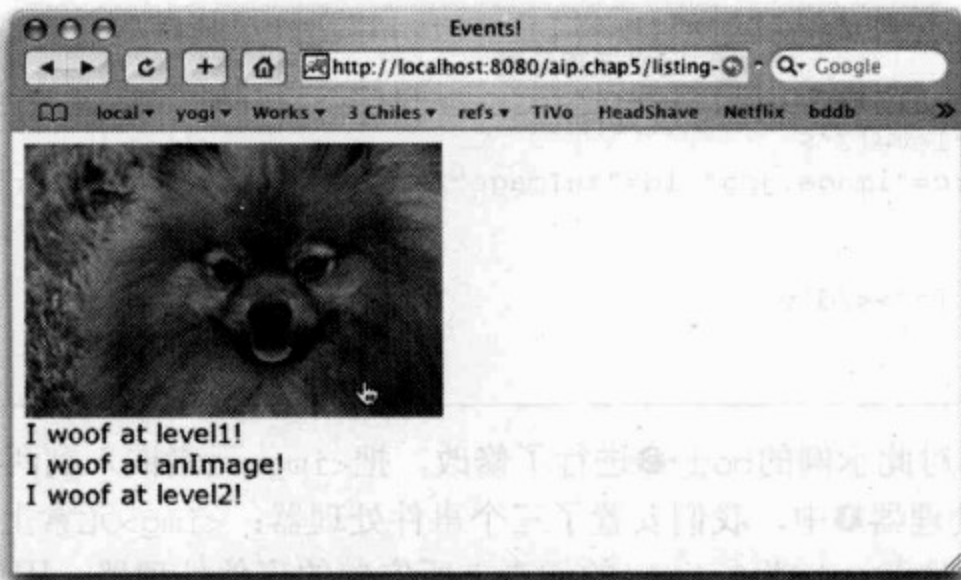 Events!
http://localhost:8080/aip.chap5/listing-
Google
local yogi Works 3 Chiles refs TiVo HeadShave Netflix bddb
I woof at level1!
I woof at anImage!
I woof at level2!